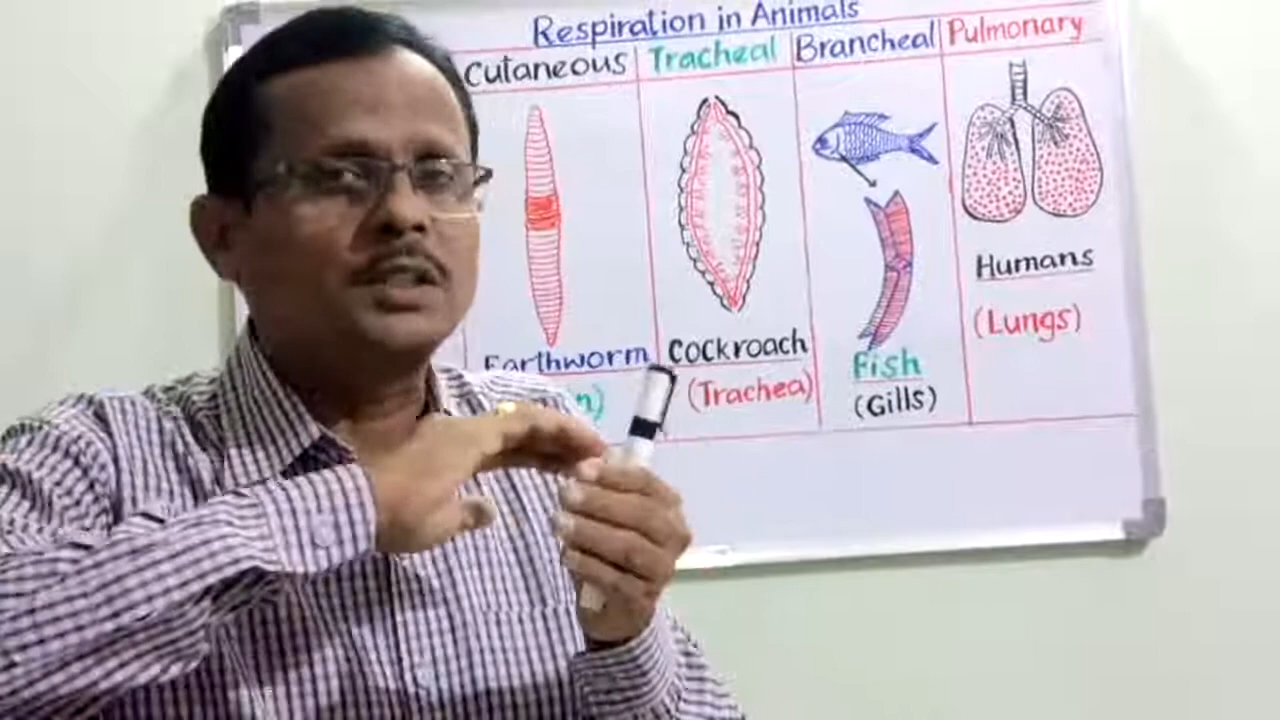 Respiration in Animals
Cutaneous Tracheal Brancheal Pulmonary
Earthworm
Cockroach
(Trachea)
Fish
(Gills)
Humans
(Lungs)